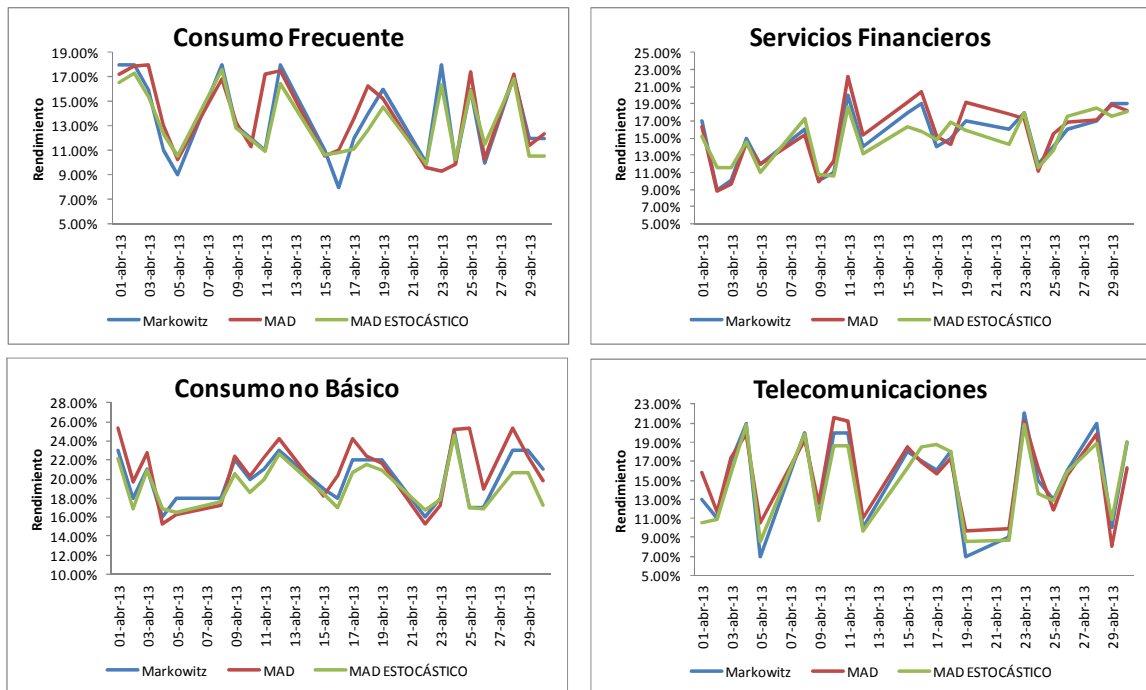 Consumo Frecuente
Rendimiento
19.00%
17.00%
15.00%
13.00%
11.00%
9.00%
7.00%
5.00%
01-abr-13
03-abr-13
05-abr-13
07-abr-13
09-abr-13
11-abr-13
13-abr-13
15-abr-13
17-abr-13
19-abr-13
21-abr-13
23-abr-13
25-abr-13
27-abr-13
29-abr-13
Markowitz MAD MAD ESTOCÁSTICO
Servicios Financieros
Rendimiento
25.00%
23.00%
21.00%
19.00%
17.00%
15.00%
13.00%
11.00%
9.00%
7.00%
5.00%
01-abr-13
03-abr-13
05-abr-13
07-abr-13
09-abr-13
11-abr-13
13-abr-13
15-abr-13
17-abr-13
19-abr-13
21-abr-13
23-abr-13
25-abr-13
27-abr-13
29-abr-13
Markowitz MAD MAD ESTOCÁSTICO
Consumo no Básico
Rendimiento
28.00%
26.00%
24.00%
22.00%
20.00%
18.00%
16.00%
14.00%
12.00%
10.00%
01-abr-13
03-abr-13
05-abr-13
07-abr-13
09-abr-13
11-abr-13
13-abr-13
15-abr-13
17-abr-13
19-abr-13
21-abr-13
23-abr-13
25-abr-13
27-abr-13
29-abr-13
Markowitz MAD MAD ESTOCÁSTICO
Telecomunicaciones
Rendimiento
23.00%
21.00%
19.00%
17.00%
15.00%
13.00%
11.00%
9.00%
7.00%
5.00%
01-abr-13
03-abr-13
05-abr-13
07-abr-13
09-abr-13
11-abr-13
13-abr-13
15-abr-13
17-abr-13
19-abr-13
21-abr-13
23-abr-13
25-abr-13
27-abr-13
29-abr-13
Markowitz MAD MAD ESTOCÁSTICO